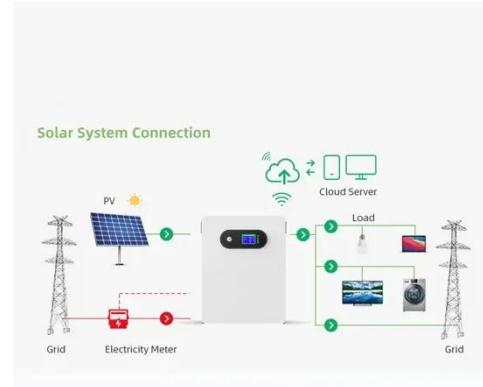 Solar System Connection
Cloud Server
PV
Load
Grid
Electricity Meter
Grid